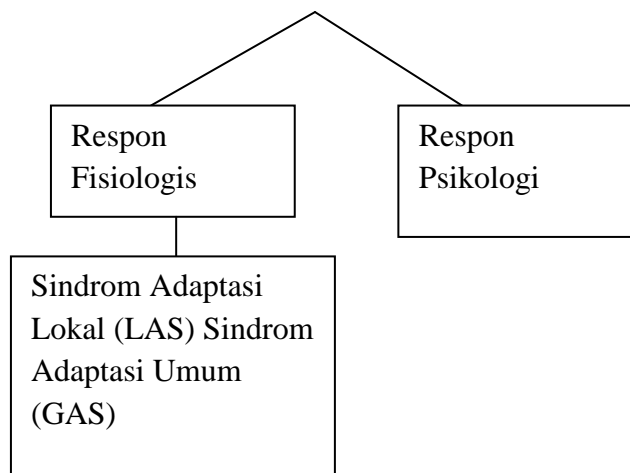 Respon
Fisiologis
Respon
Psikologi
Sindrom Adaptasi
Lokal (LAS) Sindrom
Adaptasi Umum
(GAS)